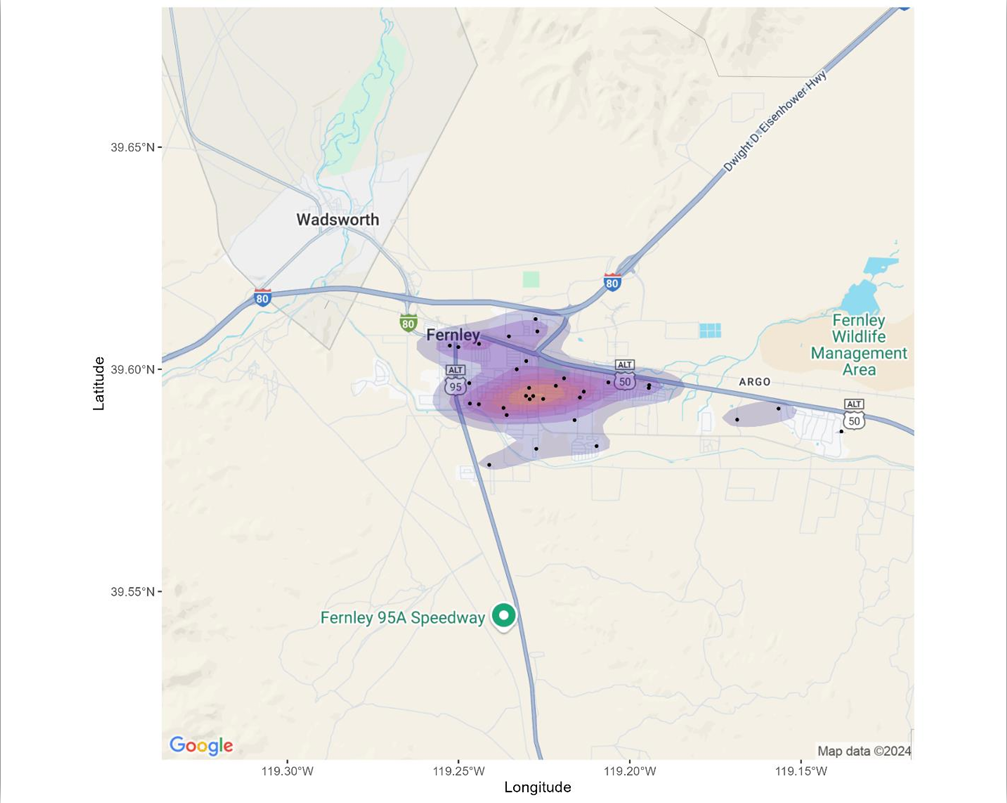 Dwight D. Eisenhower Hwy
39.65°N
Wadsworth
80
80
80
Fernley
Fernley
Wildlife
Management
Area
39.60°N
ALT
95
ALT
50
ARGO
ALT
50
Latitude
39.55°N
Fernley 95A Speedway
Google
Map data ©2024
119.30°W
119.25°W
119.20°W
119.15°W
Longitude